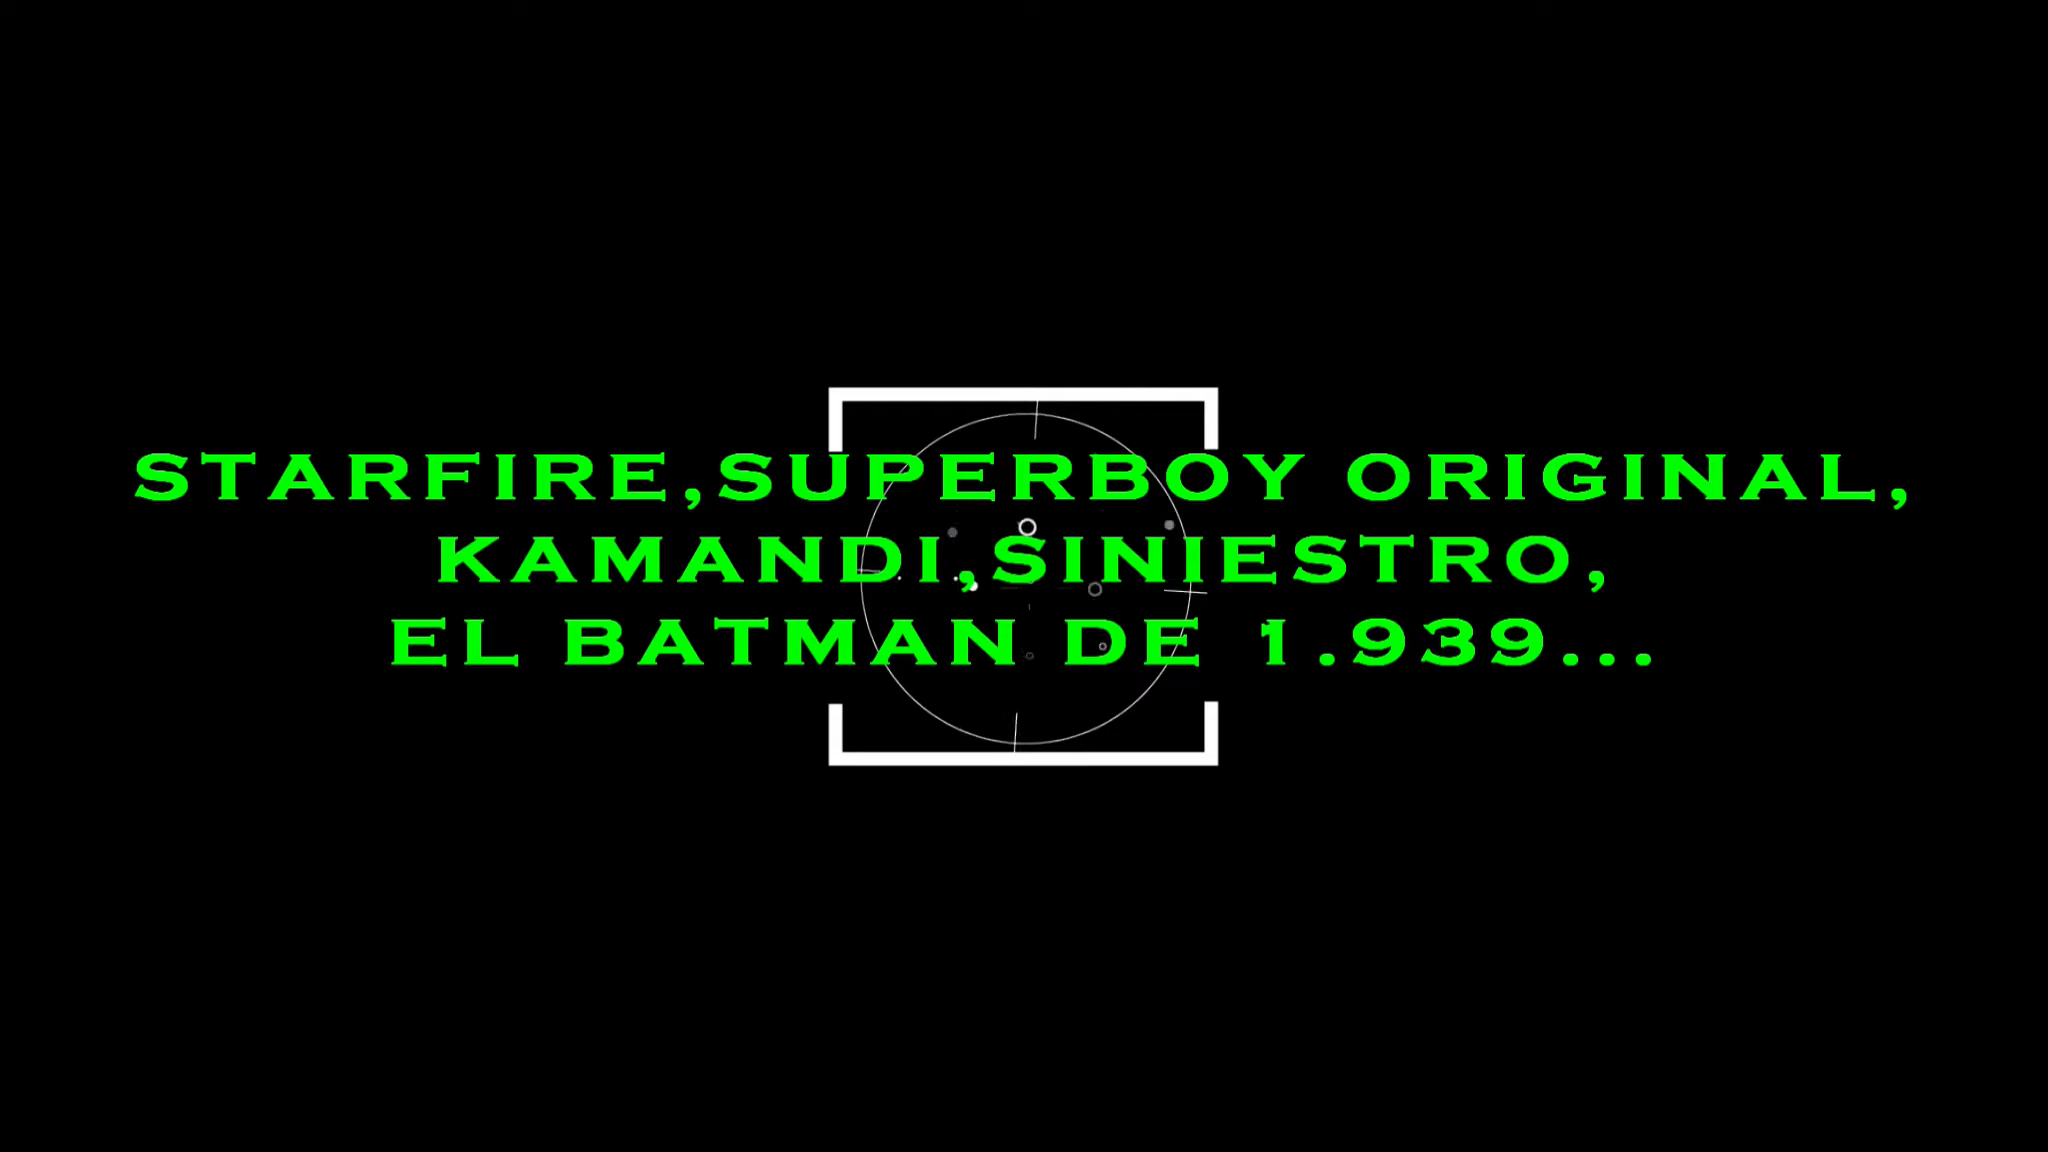 STARFIRE,SUPERBOY ORIGINAL,
KAMANDI,SINIESTRO,
EL BATMAN DE 1.939...